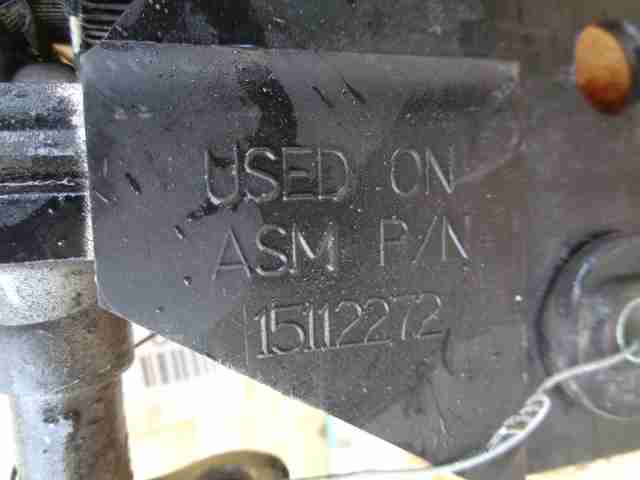 USED ON
ASM P/N
15112272